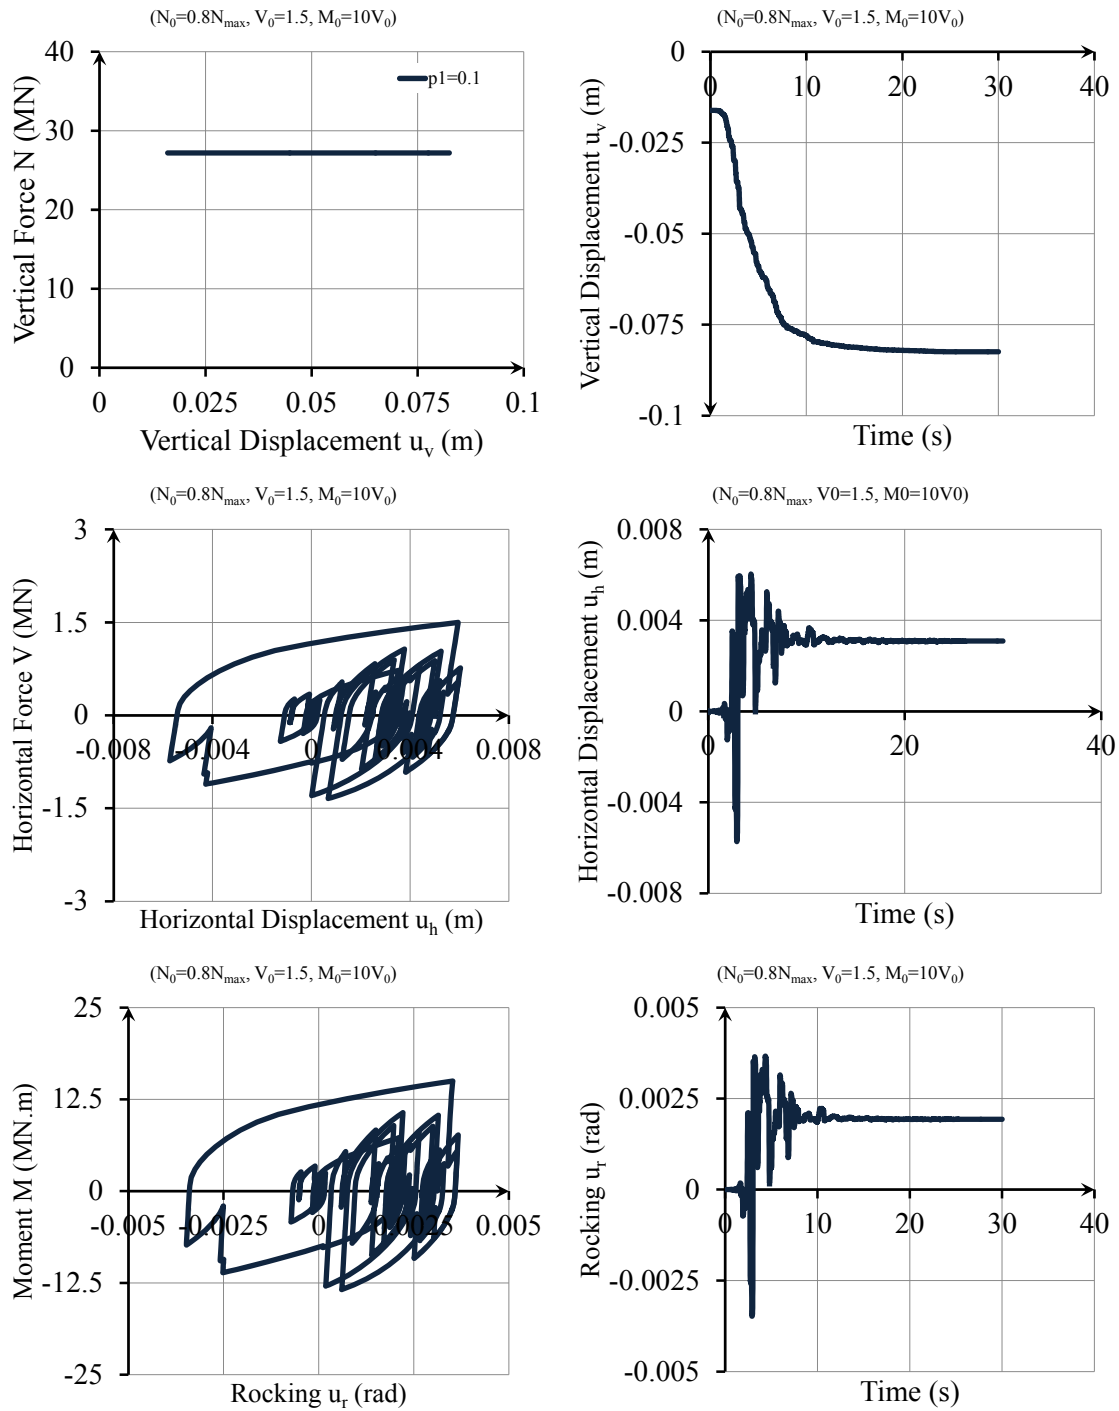 (N₀=0.8Nₘₐₓ, V₀=1.5, M₀=10V₀)
40
30
20
10
0
Vertical Force N (MN)
p1=0.1
0 0.025 0.05 0.075 0.1
Vertical Displacement uᵥ (m)
(N₀=0.8Nₘₐₓ, V₀=1.5, M₀=10V₀)
0
-0.025
-0.05
-0.075
-0.1
Vertical Displacement uᵥ (m)
0 10 20 30 40
Time (s)
(N₀=0.8Nₘₐₓ, V₀=1.5, M₀=10V₀)
3
1.5
0
-1.5
-3
Horizontal Force V (MN)
-0.008 -0.004 0 0.004 0.008
Horizontal Displacement uₕ (m)
(N₀=0.8Nₘₐₓ, V0=1.5, M0=10V0)
0.008
0.004
0
-0.004
-0.008
Horizontal Displacement uₕ (m)
0 20 40
Time (s)
(N₀=0.8Nₘₐₓ, V₀=1.5, M₀=10V₀)
25
12.5
0
-12.5
-25
Moment M (MN.m)
-0.005 -0.0025 0 0.0025 0.005
Rocking uᵣ (rad)
(N₀=0.8Nₘₐₓ, V₀=1.5, M₀=10V₀)
0.005
0.0025
0
-0.0025
-0.005
Rocking uᵣ (rad)
0 10 20 30 40
Time (s)